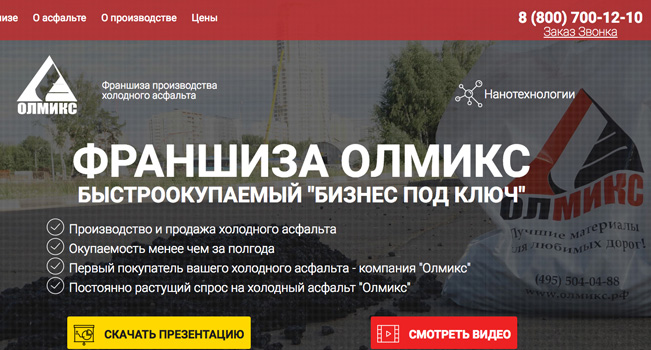 О асфальте О производстве Цены
8 (800) 700-12-10
Заказ Звонка
ОЛМИКС
Франшиза производства
холодного асфальта
Нанотехнологии
ФРАНШИЗА ОЛМИКС
БЫСТРООКУПАЕМЫЙ "БИЗНЕС ПОД КЛЮЧ"
Производство и продажа холодного асфальта
Окупаемость менее чем за полгода
Первый покупатель вашего холодного асфальта - компания "Олмикс"
Постоянно растущий спрос на холодный асфальт "Олмикс"
ОЛМИКС
Лучшие материалы
для любимых дорог!
(495) 504-04-88
www.олмикс.рф
СКАЧАТЬ ПРЕЗЕНТАЦИЮ
СМОТРЕТЬ ВИДЕО